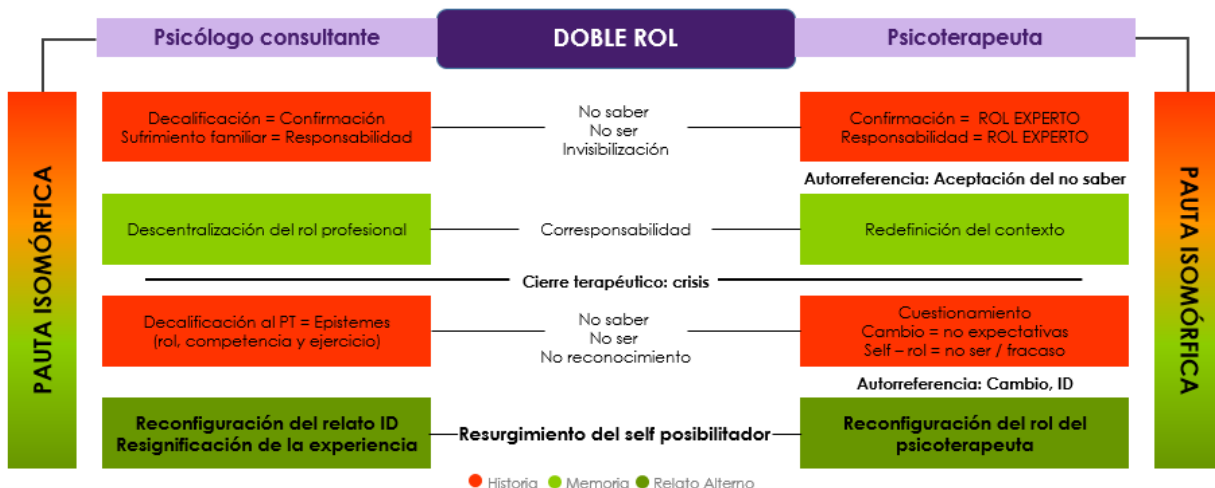 Psicólogo consultante
DOBLE ROL
Psicoterapeuta
PAUTA ISOMÓRFICA
Decalificación = Confirmación
Sufrimiento familiar = Responsabilidad
No saber
No ser
Invisibilización
Confirmación = ROL EXPERTO
Responsabilidad = ROL EXPERTO
Autorreferencia: Aceptación del no saber
Descentralización del rol profesional
Corresponsabilidad
Redefinición del contexto
Cierre terapéutico: crisis
Decalificación al PT = Epistemes
(rol, competencia y ejercicio)
No saber
No ser
No reconocimiento
Cuestionamiento
Cambio = no expectativas
Self – rol = no ser / fracaso
Autorreferencia: Cambio, ID
Reconfiguración del relato ID
Resignificación de la experiencia
Resurgimiento del self posibilitador
Reconfiguración del rol del
psicoterapeuta
PAUTA ISOMÓRFICA
Historia
Memoria
Relato Alterno